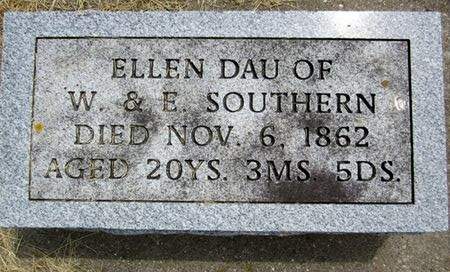 ELLEN DAU OF
W. & E. SOUTHERN
DIED NOV. 6, 1862
AGED 20YS. 3MS. 5DS.